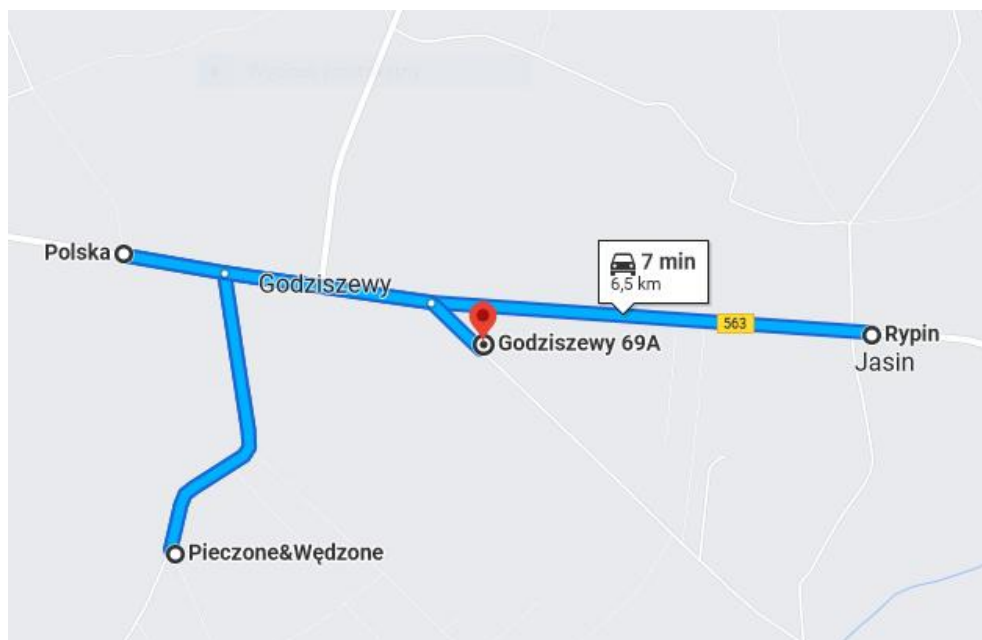 Polska
Godziszewy
7 min
6,5 km
563
Rypin
Jasin
Godziszewy 69A
Pieczone&Wędzone